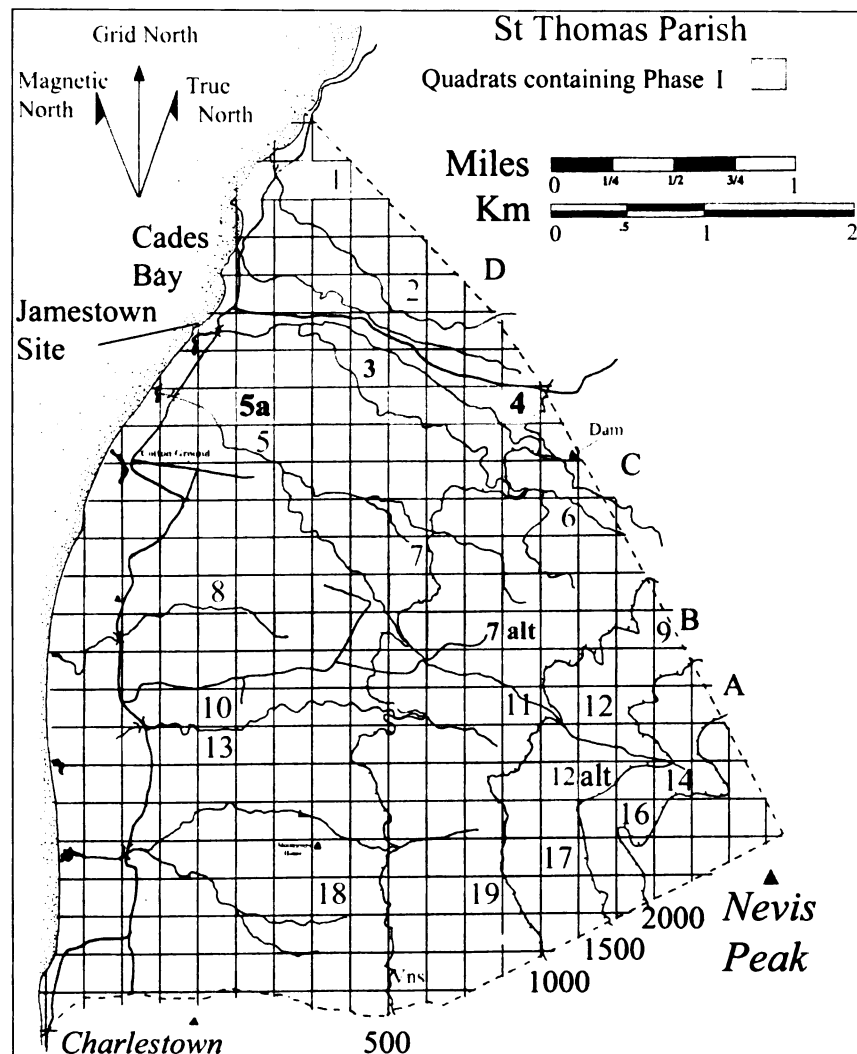 St Thomas Parish
Grid North
Magnetic North
True North
Quadrats containing Phase I
Miles
0 1/4 1/2 3/4 1
Km
0 .5 1 2
1
Cades Bay
D
2
Jamestown Site
3
5a
4
5
Dam
Cotton Ground
C
6
7
8
7 alt
9
B
A
10
11
12
13
12 alt
14
16
17
18
19
2000
Nevis Peak
1500
1000
500
Charlestown